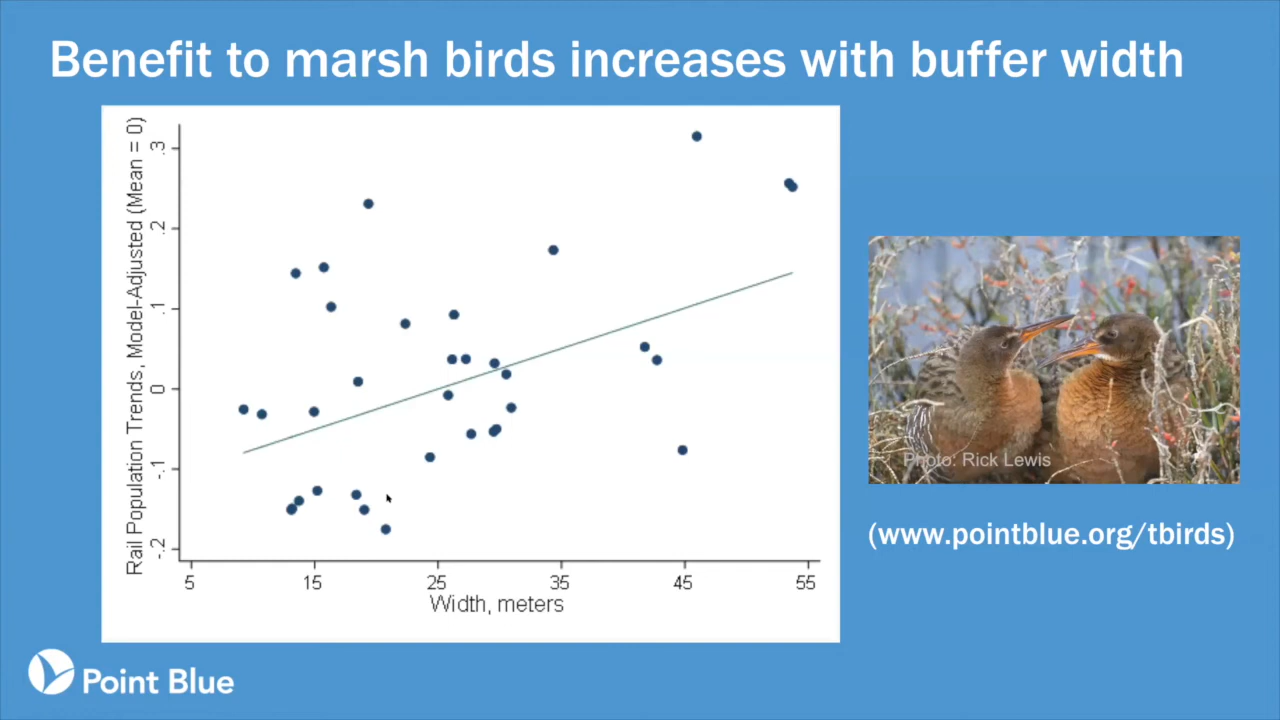 Benefit to marsh birds increases with buffer width
Rail Population Trends, Model-Adjusted (Mean = 0)
.3
.2
.1
0
-.1
-.2
5 15 25 35 45 55
Width, meters
Photo: Rick Lewis
(www.pointblue.org/tbirds)
Point Blue